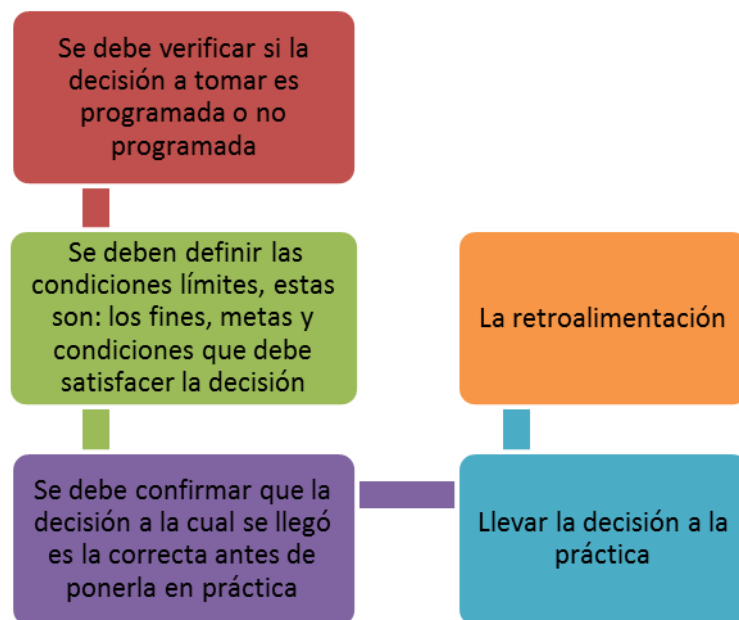 Se debe verificar si la
decisión a tomar es
programada o no
programada
Se deben definir las
condiciones límites, estas
son: los fines, metas y
condiciones que debe
satisfacer la decisión
Se debe confirmar que la
decisión a la cual se llegó
es la correcta antes de
ponerla en práctica
Llevar la decisión a la
práctica
La retroalimentación